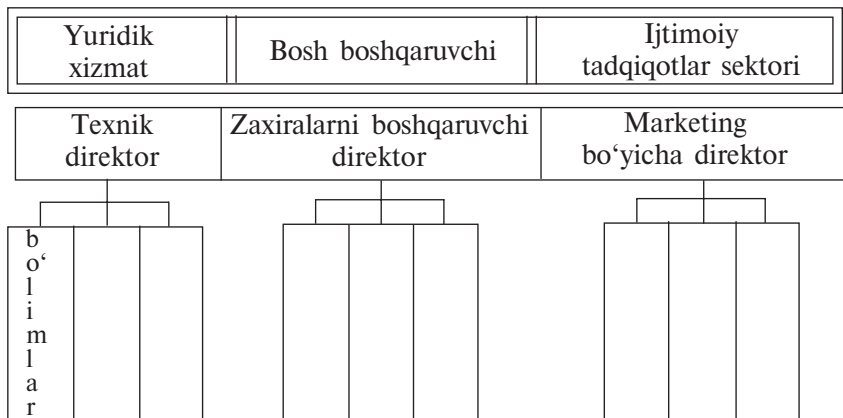 Yuridik
xizmat
Bosh boshqaruvchi
Ijtimoiy
tadqiqotlar sektori
Texnik
direktor
Zaxiralarni boshqaruvchi
direktor
Marketing
bo‘yicha direktor
b
o‘
l
i
m
l
a
r